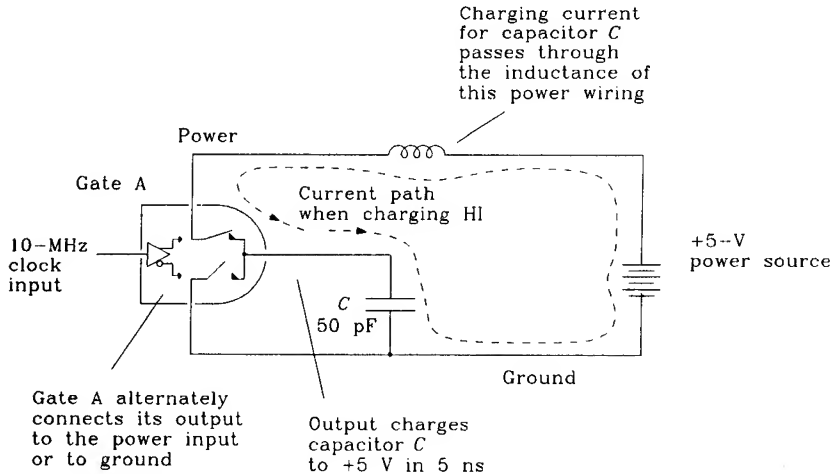 Charging current
for capacitor C
passes through
the inductance of
this power wiring
Power
Gate A
Current path
when charging HI
10-MHz
clock
input
+5-V
power source
C
50 pF
Ground
Gate A alternately
connects its output
to the power input
or to ground
Output charges
capacitor C
to +5 V in 5 ns